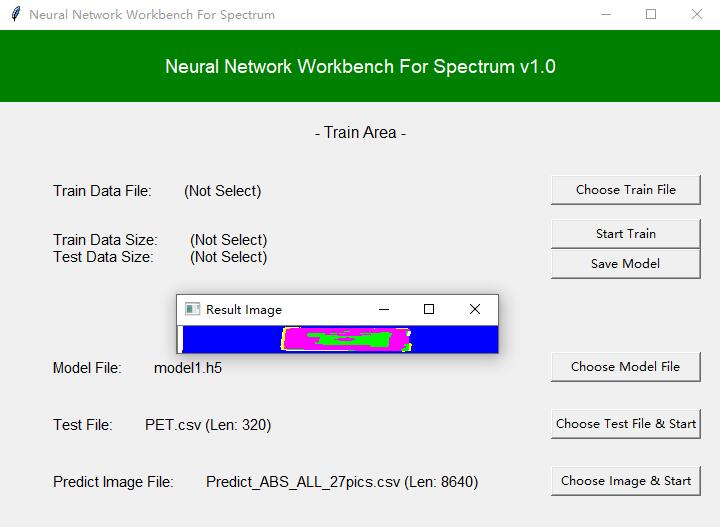 Neural Network Workbench For Spectrum
Neural Network Workbench For Spectrum v1.0
- Train Area -
Train Data File: (Not Select)
Choose Train File
Train Data Size: (Not Select)
Test Data Size: (Not Select)
Start Train
Save Model
Result Image
Model File: model1.h5
Choose Model File
Test File: PET.csv (Len: 320)
Choose Test File & Start
Predict Image File: Predict_ABS_ALL_27pics.csv (Len: 8640)
Choose Image & Start